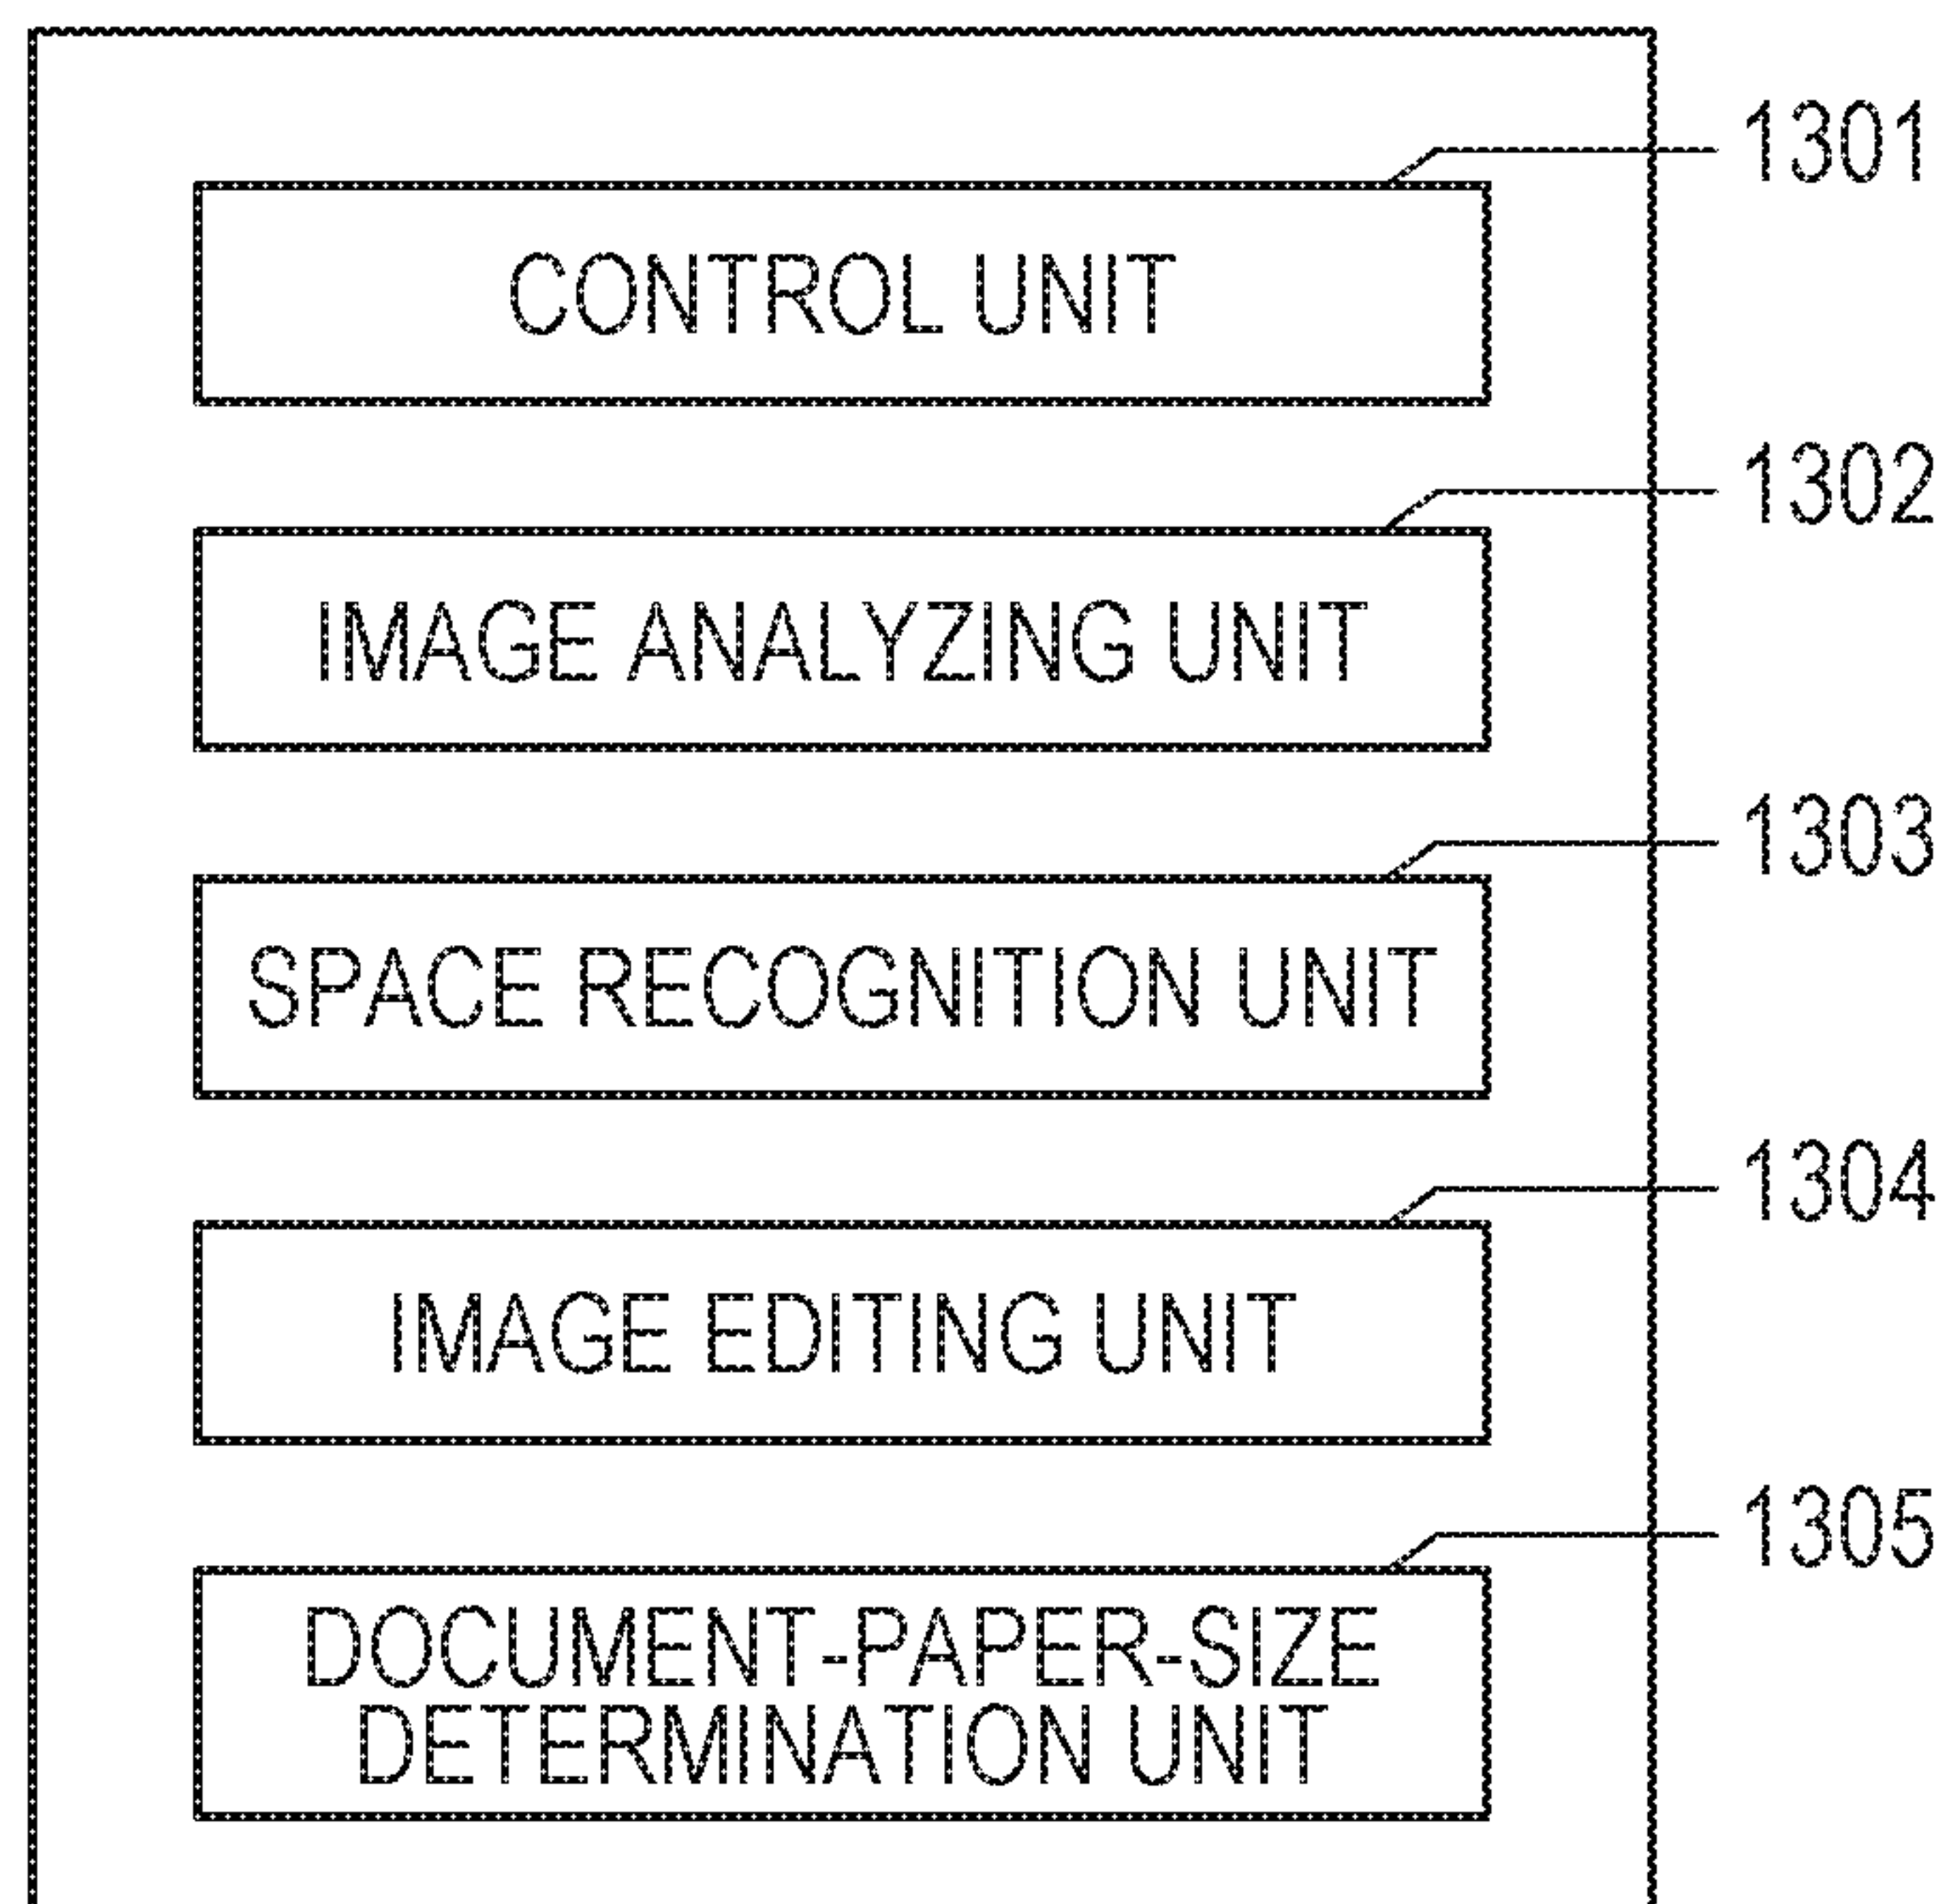 1301
CONTROL UNIT
1302
IMAGE ANALYZING UNIT
1303
SPACE RECOGNITION UNIT
1304
IMAGE EDITING UNIT
1305
DOCUMENT-PAPER-SIZE
DETERMINATION UNIT